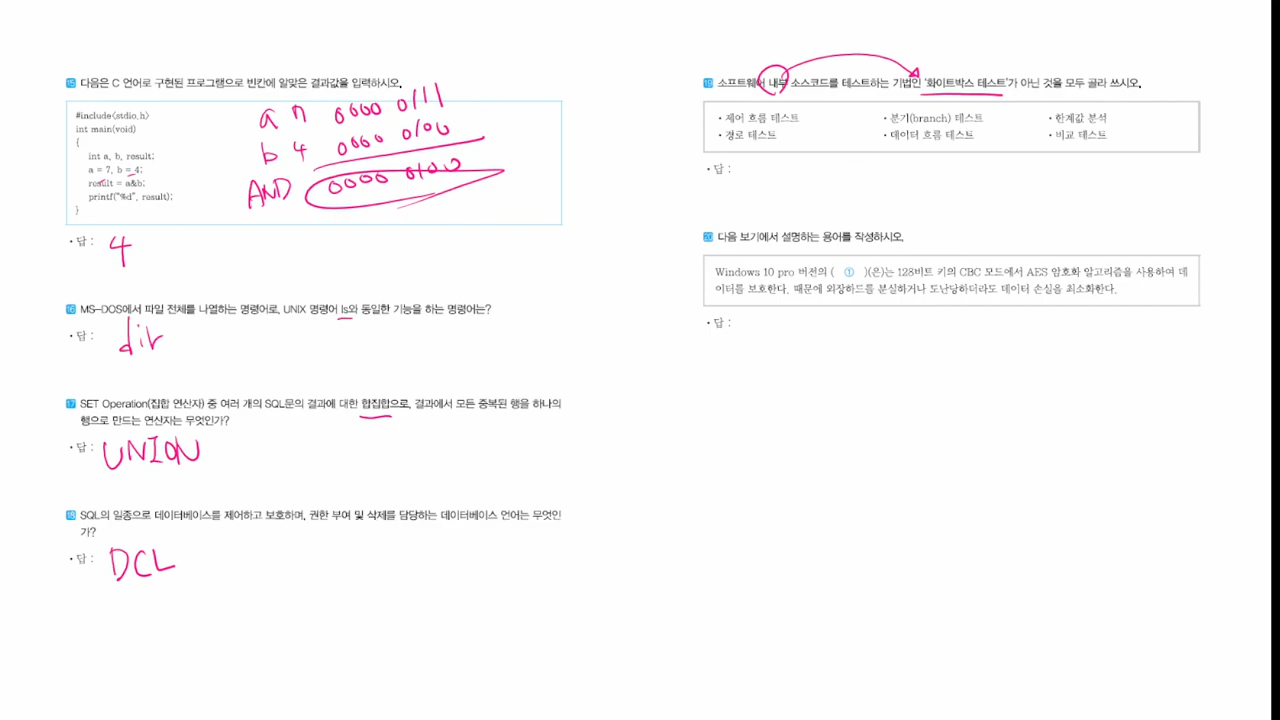 15 다음은 C 언어로 구현된 프로그램으로 빈칸에 알맞은 결과값을 입력하시오.
#include<stdio.h>
int main(void)
{
int a, b, result;
a = 7, b = 4;
result = a&b;
printf("%d", result);
}
a 7 0000 0111
b 4 0000 0100
AND 0000 0100
• 답 : 4
16 MS-DOS에서 파일 전체를 나열하는 명령어로, UNIX 명령어 ls와 동일한 기능을 하는 명령어는?
• 답 : dir
17 SET Operation(집합 연산자) 중 여러 개의 SQL문의 결과에 대한 합집합으로, 결과에서 모든 중복된 행을 하나의
행으로 만드는 연산자는 무엇인가?
• 답 : UNION
18 SQL의 일종으로 데이터베이스를 제어하고 보호하며, 권한 부여 및 삭제를 담당하는 데이터베이스 언어는 무엇인
가?
• 답 : DCL
19 소프트웨어 내부 소스코드를 테스트하는 기법인 '화이트박스 테스트'가 아닌 것을 모두 골라 쓰시오.
• 제어 흐름 테스트 • 분기(branch) 테스트 • 한계값 분석
• 경로 테스트 • 데이터 흐름 테스트 • 비교 테스트
• 답 :
20 다음 보기에서 설명하는 용어를 작성하시오.
Windows 10 pro 버전의 ( ① )(은)는 128비트 키의 CBC 모드에서 AES 암호화 알고리즘을 사용하여 데
이터를 보호한다. 때문에 외장하드를 분실하거나 도난당하더라도 데이터 손실을 최소화한다.
• 답 :